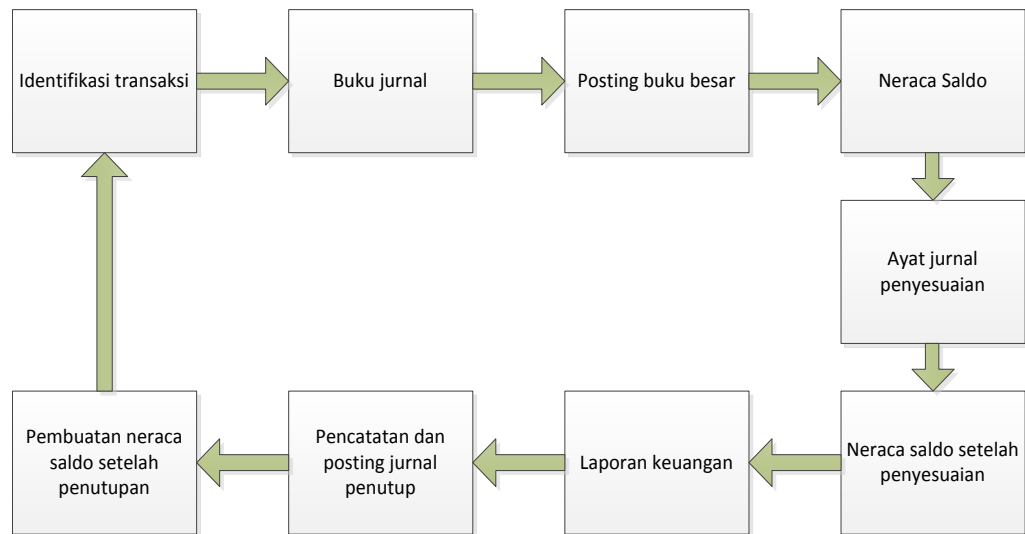 Identifikasi transaksi
Buku jurnal
Posting buku besar
Neraca Saldo
Ayat jurnal
penyesuaian
Neraca saldo setelah
penyesuaian
Laporan keuangan
Pencatatan dan
posting jurnal
penutup
Pembuatan neraca
saldo setelah
penutupan